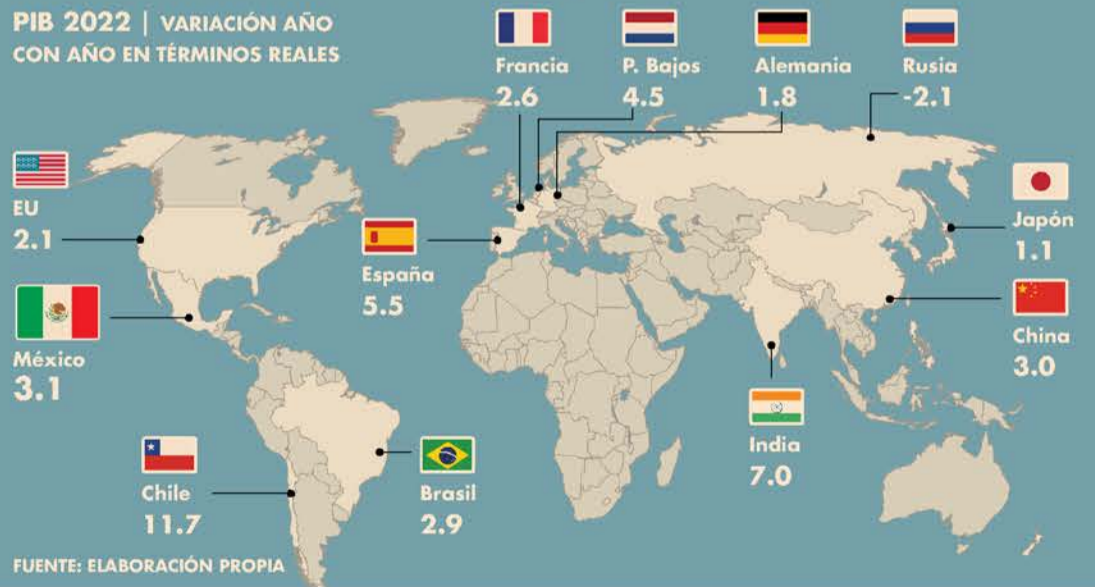 PIB 2022 | VARIACIÓN AÑO
CON AÑO EN TÉRMINOS REALES
Francia
2.6
P. Bajos
4.5
Alemania
1.8
Rusia
-2.1
EU
2.1
España
5.5
Japón
1.1
México
3.1
China
3.0
India
7.0
Chile
11.7
Brasil
2.9
FUENTE: ELABORACIÓN PROPIA